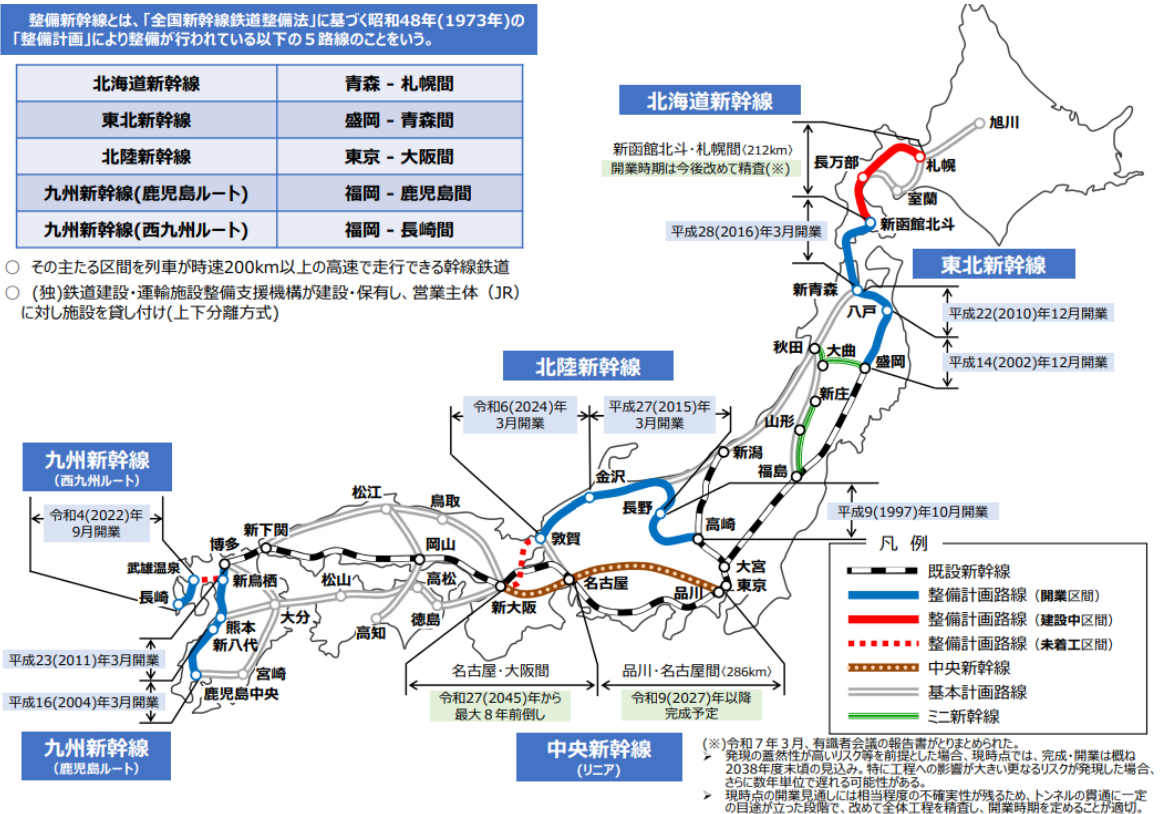 整備新幹線とは、「全国新幹線鉄道整備法」に基づく昭和48年(1973年)の
「整備計画」により整備が行われている以下の５路線のことをいう。
北海道新幹線 青森 - 札幌間
東北新幹線 盛岡 - 青森間
北陸新幹線 東京 - 大阪間
九州新幹線(鹿児島ルート) 福岡 - 鹿児島間
九州新幹線(西九州ルート) 福岡 - 長崎間
○ その主たる区間を列車が時速200km以上の高速で走行できる幹線鉄道
○ (独)鉄道建設・運輸施設整備支援機構が建設・保有し、営業主体（JR）
に対し施設を貸し付け(上下分離方式)
北海道新幹線
新函館北斗・札幌間〈212km〉
開業時期は今後改めて精査(※)
旭川
長万部
札幌
室蘭
新函館北斗
平成28(2016)年3月開業
東北新幹線
新青森
八戸
平成22(2010)年12月開業
秋田
大曲
盛岡
平成14(2002)年12月開業
新庄
山形
福島
新潟
北陸新幹線
令和6(2024)年
3月開業
平成27(2015)年
3月開業
金沢
長野
高崎
平成9(1997)年10月開業
敦賀
大宮
東京
品川
名古屋
新大阪
九州新幹線
（西九州ルート）
令和4(2022)年
9月開業
松江
鳥取
新下関
博多
岡山
武雄温泉
新鳥栖
松山
高松
長崎
大分
徳島
高知
熊本
新八代
宮崎
鹿児島中央
平成23(2011)年3月開業
平成16(2004)年3月開業
九州新幹線
（鹿児島ルート）
名古屋・大阪間
令和27(2045)年から
最大８年前倒し
品川・名古屋間〈286km〉
令和9(2027)年以降
完成予定
中央新幹線
（リニア）
凡 例
既設新幹線
整備計画路線（開業区間）
整備計画路線（建設中区間）
整備計画路線（未着工区間）
中央新幹線
基本計画路線
ミニ新幹線
(※)令和７年３月、有識者会議の報告書がとりまとめられた。
➢ 発現の蓋然性が高いリスク等を前提とした場合、現時点では、完成・開業は概ね
2038年度末頃の見込み。特に工程への影響が大きい更なるリスクが発現した場合、
さらに数年単位で遅れる可能性がある。
➢ 現時点の開業見通しには相当程度の不確実性が残るため、トンネルの貫通に一定
の目途が立った段階で、改めて全体工程を精査し、開業時期を定めることが適切。